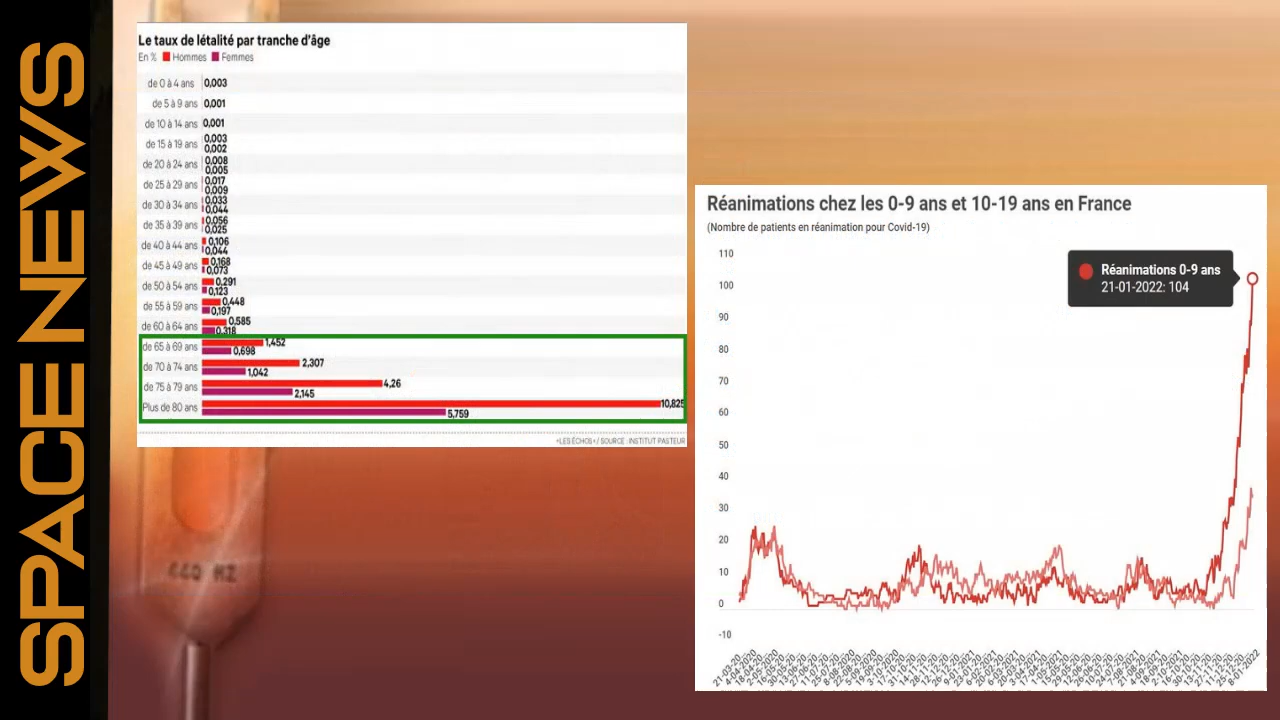 SPACE NEWS
Le taux de létalité par tranche d'âge
En % Hommes Femmes
de 0 à 4 ans 0,003
de 5 à 9 ans 0,001
de 10 à 14 ans 0,001
de 15 à 19 ans 0,003
0,002
de 20 à 24 ans 0,008
0,005
de 25 à 29 ans 0,017
0,009
de 30 à 34 ans 0,033
0,044
de 35 à 39 ans 0,056
0,025
de 40 à 44 ans 0,106
0,044
de 45 à 49 ans 0,168
0,073
de 50 à 54 ans 0,291
0,123
de 55 à 59 ans 0,448
0,197
de 60 à 64 ans 0,585
0,318
de 65 à 69 ans 1,452
0,698
de 70 à 74 ans 2,307
1,042
de 75 à 79 ans 4,26
2,145
Plus de 80 ans 10,825
5,759
«LES ÉCHOS» / SOURCE : INSTITUT PASTEUR
440 HZ
Réanimations chez les 0-9 ans et 10-19 ans en France
(Nombre de patients en réanimation pour Covid-19)
110
Réanimations 0-9 ans
21-01-2022: 104
100
90
80
70
60
50
40
30
20
10
0
-10